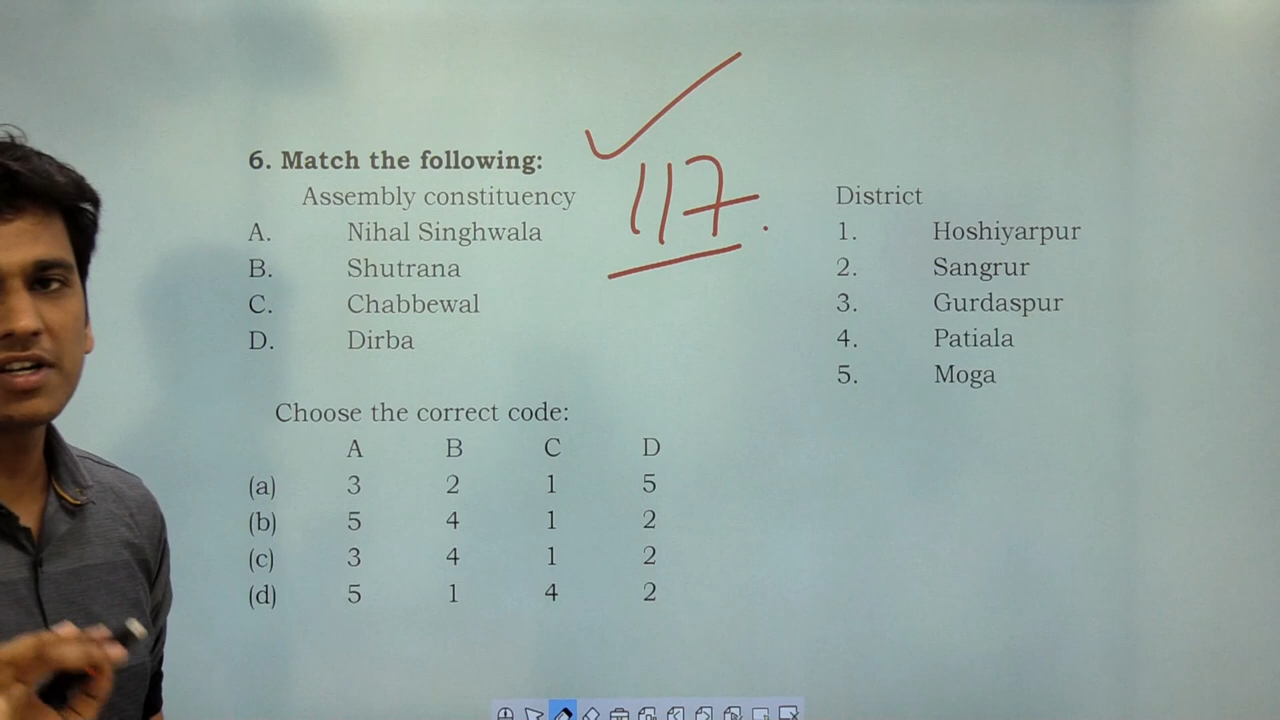 6. Match the following:
117.
Assembly constituency District
A. Nihal Singhwala 1. Hoshiyarpur
B. Shutrana 2. Sangrur
C. Chabbewal 3. Gurdaspur
D. Dirba 4. Patiala
5. Moga
Choose the correct code:
A B C D
(a) 3 2 1 5
(b) 5 4 1 2
(c) 3 4 1 2
(d) 5 1 4 2